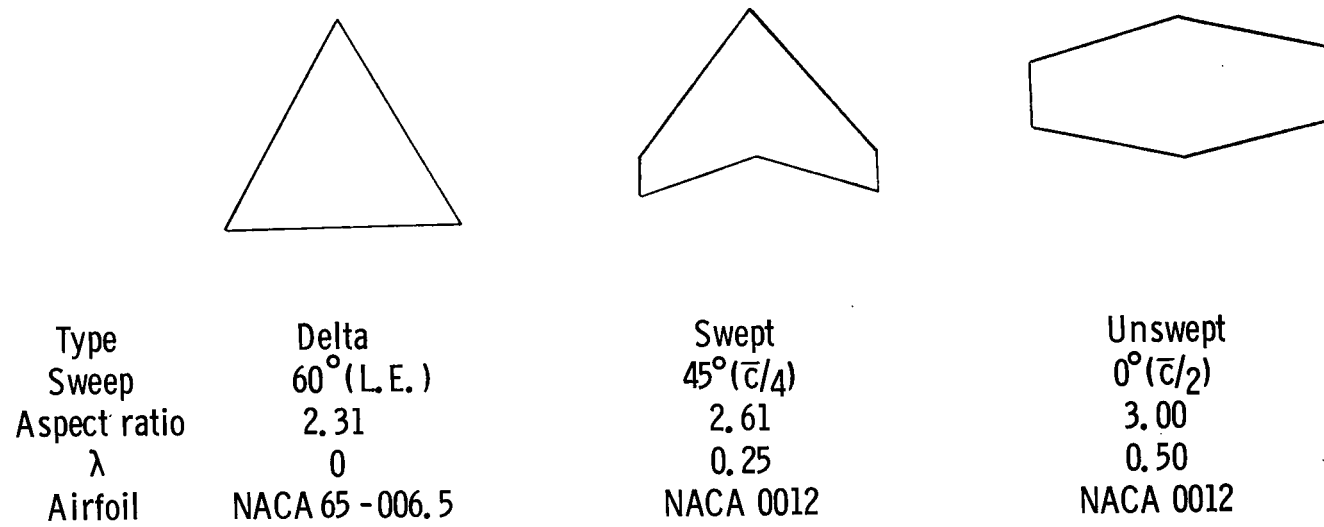 Type Delta Swept Unswept
Sweep 60°(L.E.) 45°(c̅/4) 0°(c̅/2)
Aspect ratio 2.31 2.61 3.00
λ 0 0.25 0.50
Airfoil NACA 65-006.5 NACA 0012 NACA 0012